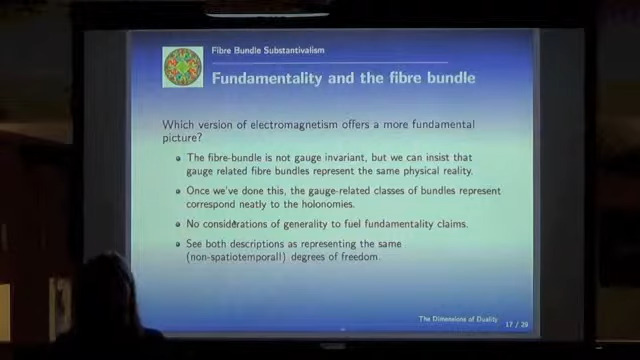 Fibre Bundle Substantivalism
Fundamentality and the fibre bundle
Which version of electromagnetism offers a more fundamental
picture?
The fibre-bundle is not gauge invariant, but we can insist that
gauge related fibre bundles represent the same physical reality.
Once we've done this, the gauge-related classes of bundles represent
correspond neatly to the holonomies.
No considerations of generality to fuel fundamentality claims.
See both descriptions as representing the same
(non-spatiotemporall) degrees of freedom.
The Dimensions of Duality
17 / 29